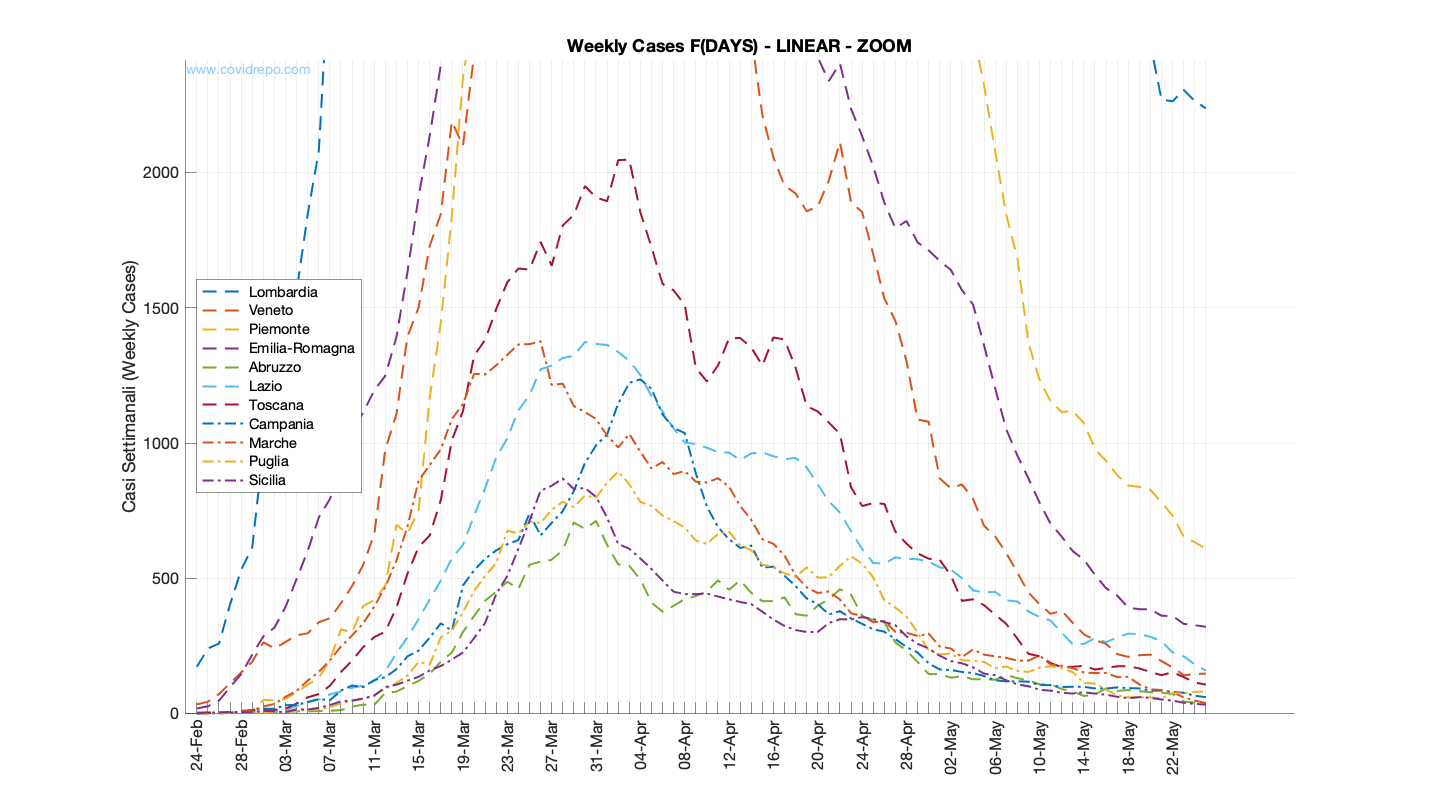 Weekly Cases F(DAYS) - LINEAR - ZOOM
www.covidrepo.com
Casi Settimanali (Weekly Cases)
2000
1500
1000
500
0
Lombardia
Veneto
Piemonte
Emilia-Romagna
Abruzzo
Lazio
Toscana
Campania
Marche
Puglia
Sicilia
24-Feb
28-Feb
03-Mar
07-Mar
11-Mar
15-Mar
19-Mar
23-Mar
27-Mar
31-Mar
04-Apr
08-Apr
12-Apr
16-Apr
20-Apr
24-Apr
28-Apr
02-May
06-May
10-May
14-May
18-May
22-May